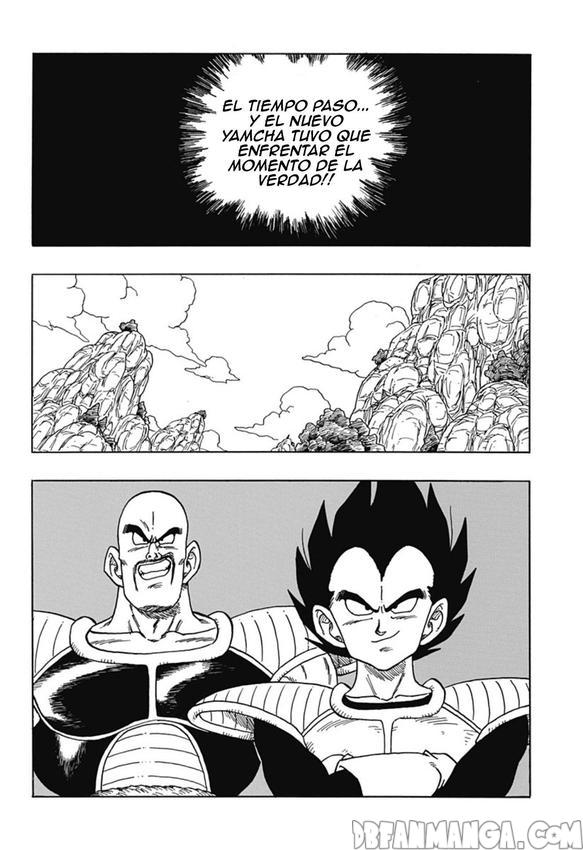 EL TIEMPO PASO...
Y EL NUEVO
YAMCHA TUVO QUE
ENFRENTAR EL
MOMENTO DE LA
VERDAD!!
DBFANMANGA.COM